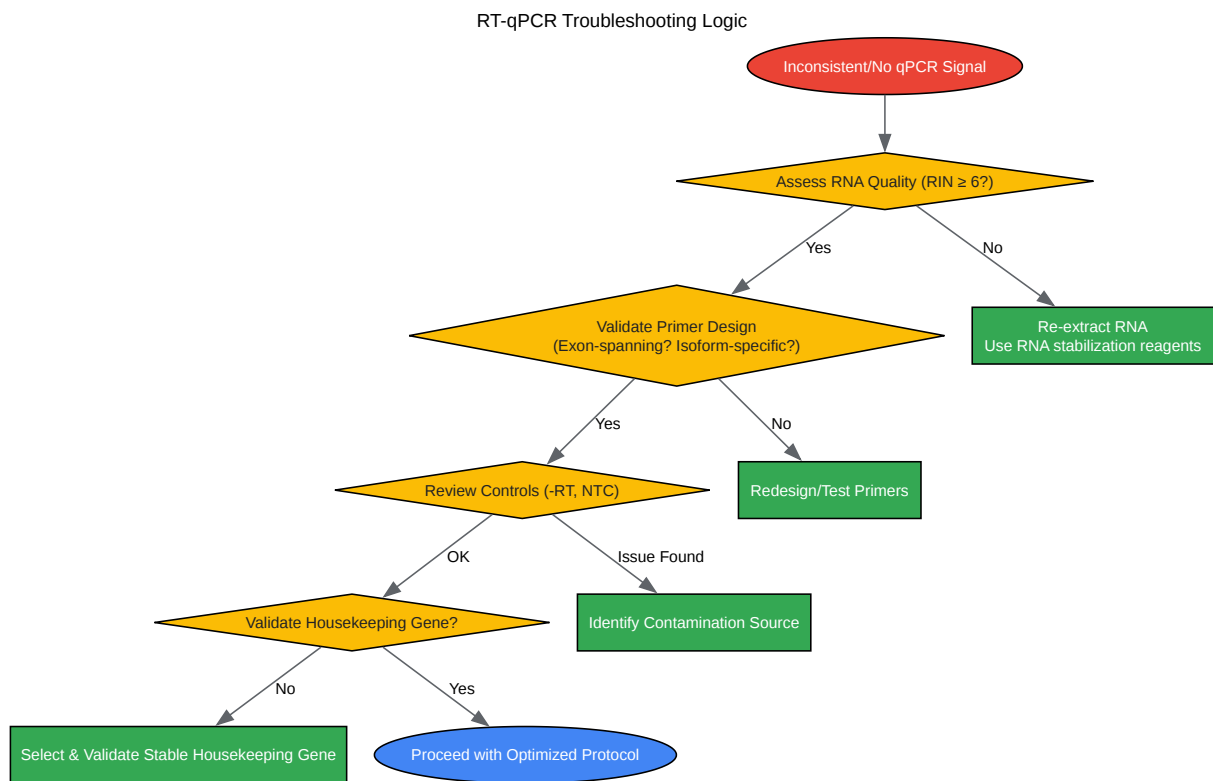 RT-qPCR Troubleshooting Logic
Inconsistent/No qPCR Signal
Assess RNA Quality (RIN ≥ 6?)
Yes
No
Validate Primer Design
(Exon-spanning? Isoform-specific?)
Re-extract RNA
Use RNA stabilization reagents
Yes
No
Review Controls (-RT, NTC)
Redesign/Test Primers
OK
Issue Found
Validate Housekeeping Gene?
Identify Contamination Source
No
Yes
Select & Validate Stable Housekeeping Gene
Proceed with Optimized Protocol